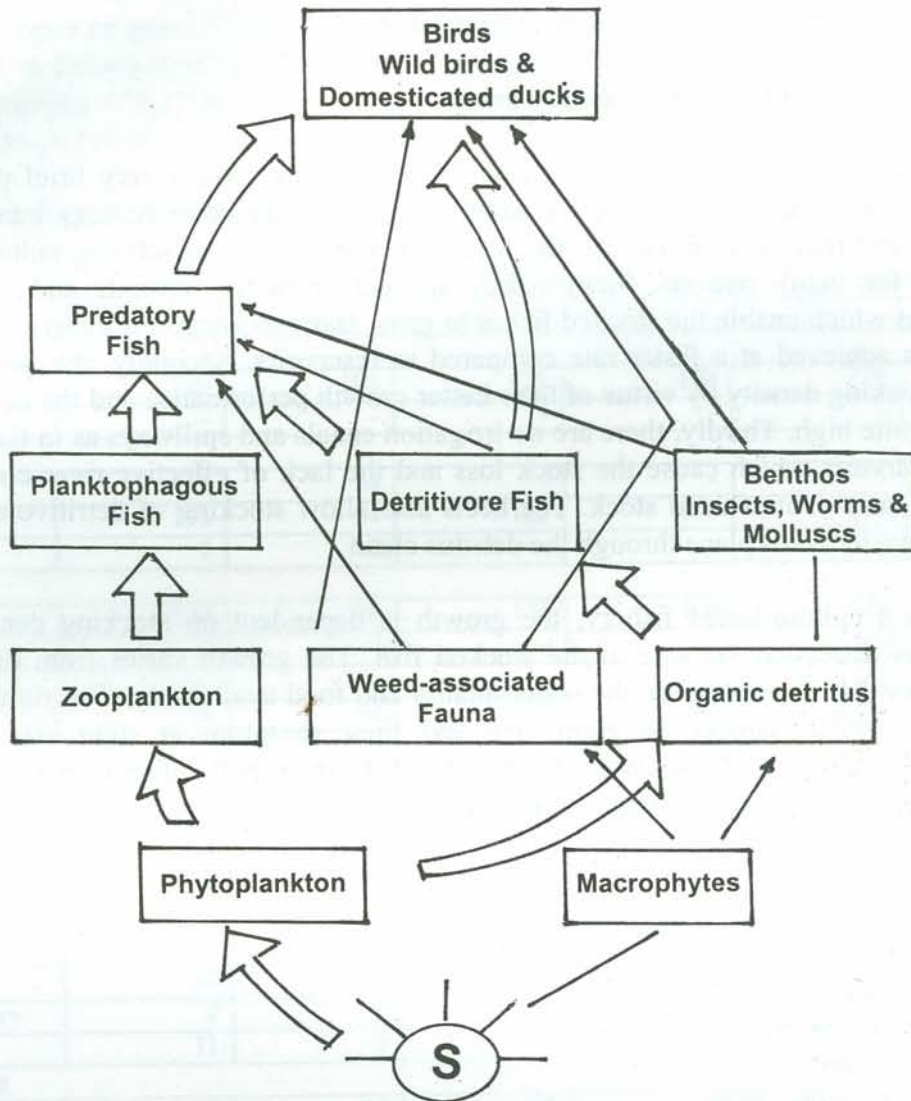 Birds
Wild birds &
Domesticated ducks
Predatory
Fish
Planktophagous
Fish
Detritivore Fish
Benthos
Insects, Worms &
Molluscs
Zooplankton
Weed-associated
Fauna
Organic detritus
Phytoplankton
Macrophytes
S